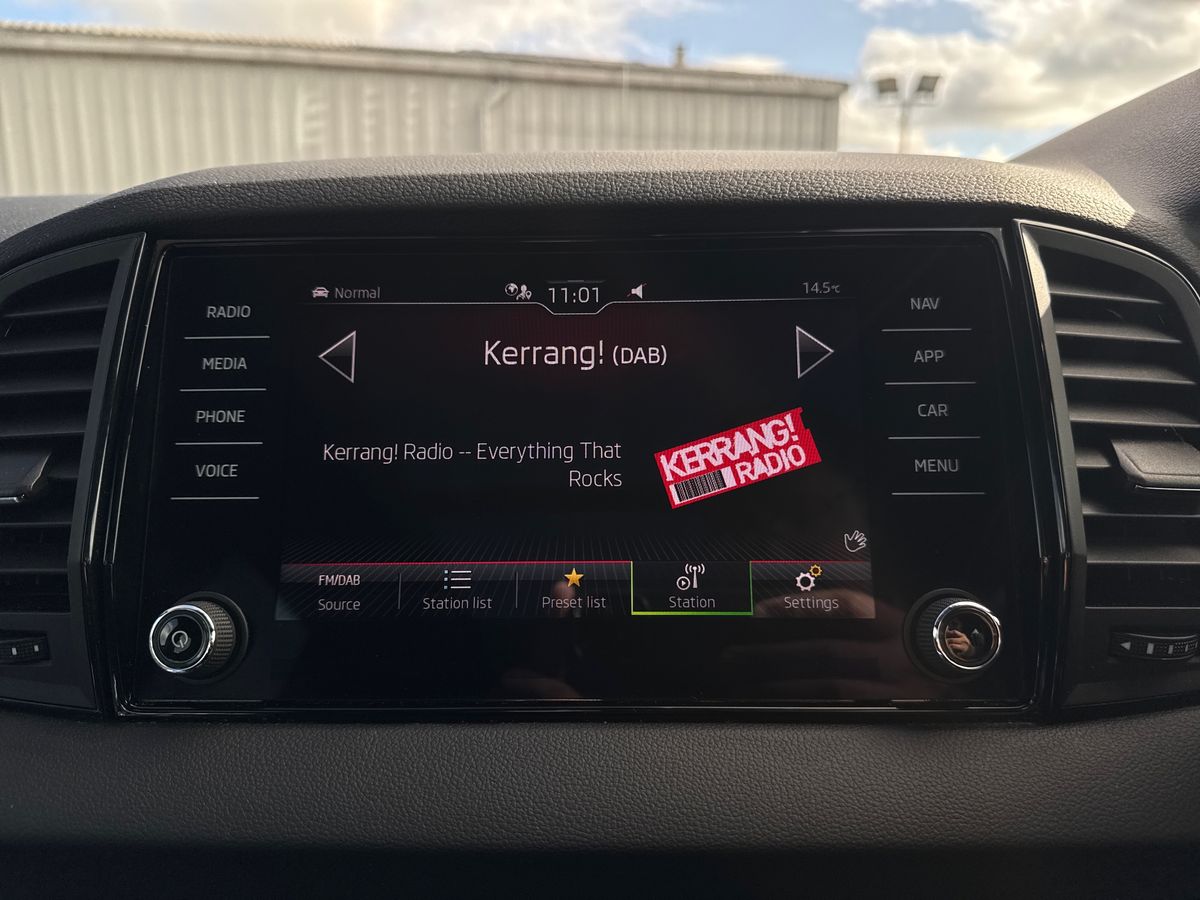 Normal
11:01
14.5°C
RADIO
MEDIA
PHONE
VOICE
Kerrang! (DAB)
Kerrang! Radio -- Everything That
Rocks
KERRANG!
RADIO
NAV
APP
CAR
MENU
FM/DAB
Source
Station list
Preset list
Station
Settings